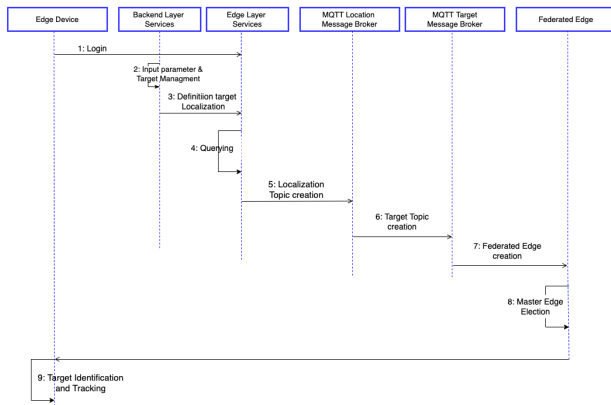 Edge Device
Backend Layer
Services
Edge Layer
Services
MQTT Location
Message Broker
MQTT Target
Message Broker
Federated Edge
1: Login
2: Input parameter &
Target Managment
3: Definitiion target
Localization
4: Querying
5: Localization
Topic creation
6: Target Topic
creation
7: Federated Edge
creation
8: Master Edge
Election
9: Target Identification
and Tracking